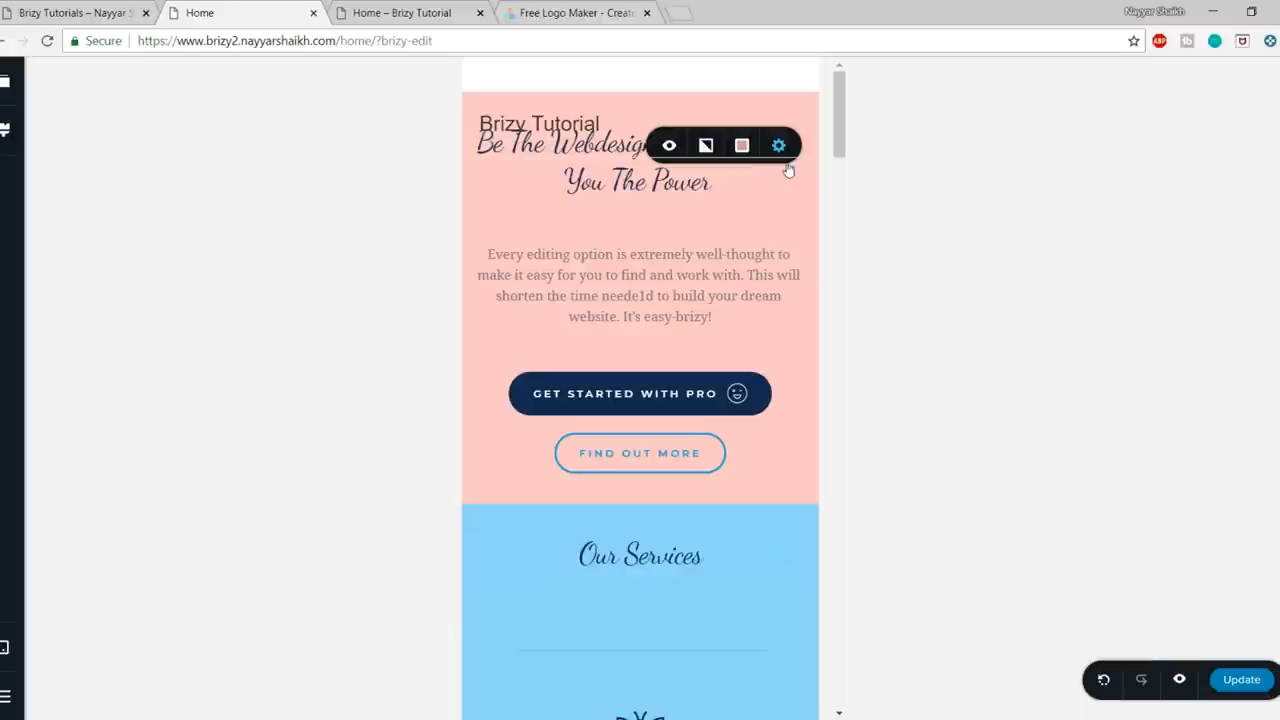 Brizy Tutorials – Nayyar S
Home
Home – Brizy Tutorial
Free Logo Maker - Create
Nayyar Shaikh
Secure
https://www.brizy2.nayyarshaikh.com/home/?brizy-edit
Brizy Tutorial
Be The Webdesig
You The Power
Every editing option is extremely well-thought to
make it easy for you to find and work with. This will
shorten the time neede1d to build your dream
website. It's easy-brizy!
GET STARTED WITH PRO
FIND OUT MORE
Our Services
Update